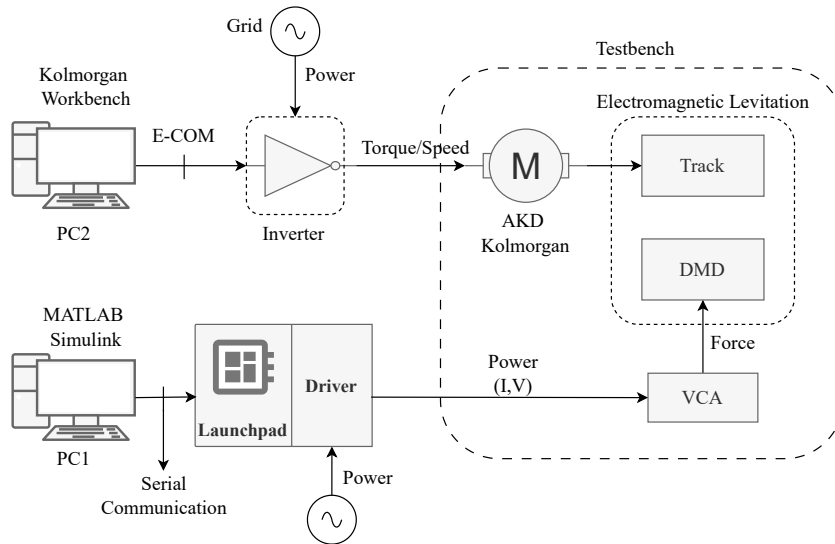 Grid
Power
Kolmorgan
Workbench
E-COM
PC2
Inverter
Torque/Speed
Testbench
Electromagnetic Levitation
M
AKD
Kolmorgan
Track
DMD
Force
VCA
MATLAB
Simulink
PC1
Serial
Communication
Launchpad
Driver
Power
Power
(I,V)